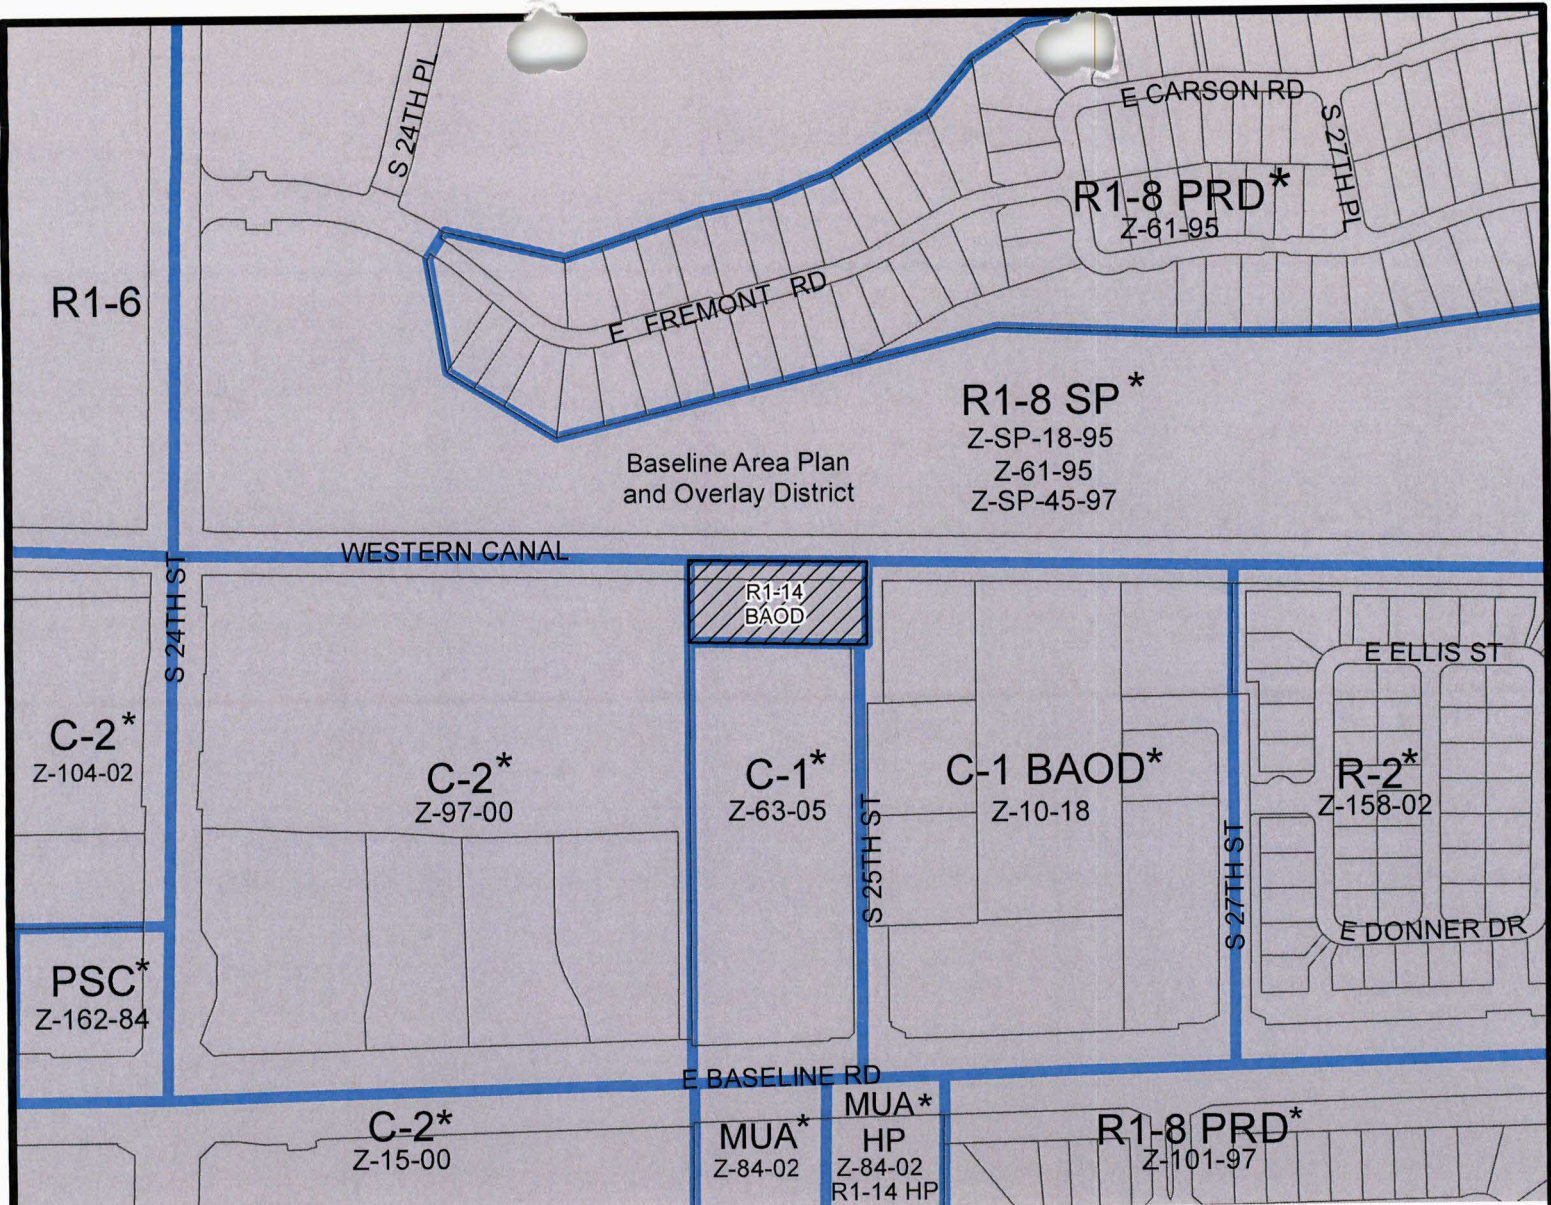 S 24TH PL
E CARSON RD
S 27TH PL
R1-8 PRD*
Z-61-95
R1-6
E FREMONT RD
R1-8 SP*
Z-SP-18-95
Z-61-95
Z-SP-45-97
Baseline Area Plan
and Overlay District
WESTERN CANAL
S 24TH ST
R1-14
BAOD
E ELLIS ST
C-2*
Z-104-02
C-2*
Z-97-00
C-1*
Z-63-05
S 25TH ST
C-1 BAOD*
Z-10-18
S 27TH ST
R-2*
Z-158-02
E DONNER DR
PSC*
Z-162-84
E BASELINE RD
C-2*
Z-15-00
MUA*
Z-84-02
MUA*
HP
Z-84-02
R1-14 HP
R1-8 PRD*
Z-101-97